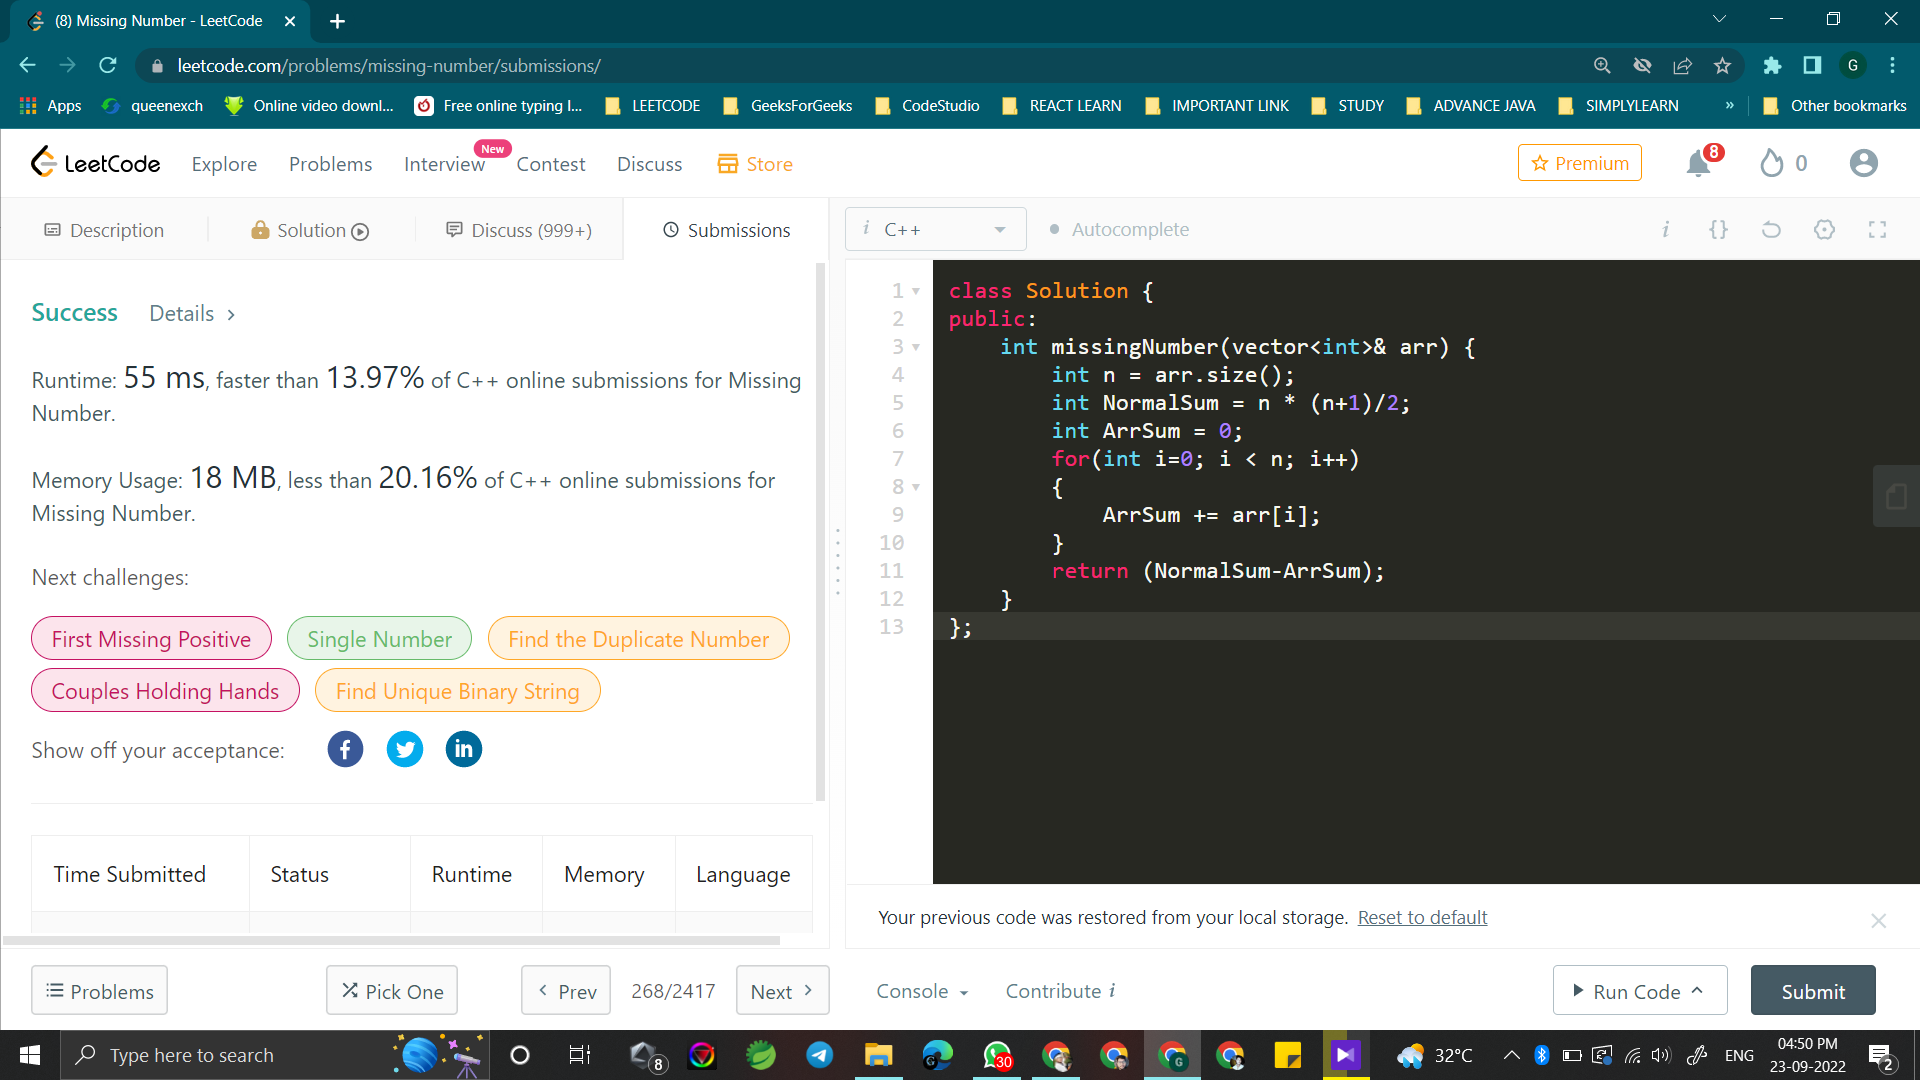 (8) Missing Number - LeetCode
leetcode.com/problems/missing-number/submissions/
G
Apps queenexch Online video downl... Free online typing l... LEETCODE GeeksForGeeks CodeStudio REACT LEARN IMPORTANT LINK STUDY ADVANCE JAVA SIMPLYLEARN » Other bookmarks
LeetCode Explore Problems Interview New Contest Discuss Store Premium 8 0
Description Solution Discuss (999+) Submissions
i C++ Autocomplete i {}
Success Details >
Runtime: 55 ms, faster than 13.97% of C++ online submissions for Missing
Number.
Memory Usage: 18 MB, less than 20.16% of C++ online submissions for
Missing Number.
Next challenges:
First Missing Positive Single Number Find the Duplicate Number
Couples Holding Hands Find Unique Binary String
Show off your acceptance: f in
Time Submitted Status Runtime Memory Language
1 class Solution {
2 public:
3     int missingNumber(vector<int>& arr) {
4         int n = arr.size();
5         int NormalSum = n * (n+1)/2;
6         int ArrSum = 0;
7         for(int i=0; i < n; i++)
8         {
9             ArrSum += arr[i];
10         }
11         return (NormalSum-ArrSum);
12     }
13 };
Your previous code was restored from your local storage. Reset to default
Problems Pick One < Prev 268/2417 Next > Console Contribute i Run Code Submit
Type here to search 8 G 30 G 32°C ENG 04:50 PM
23-09-2022 2